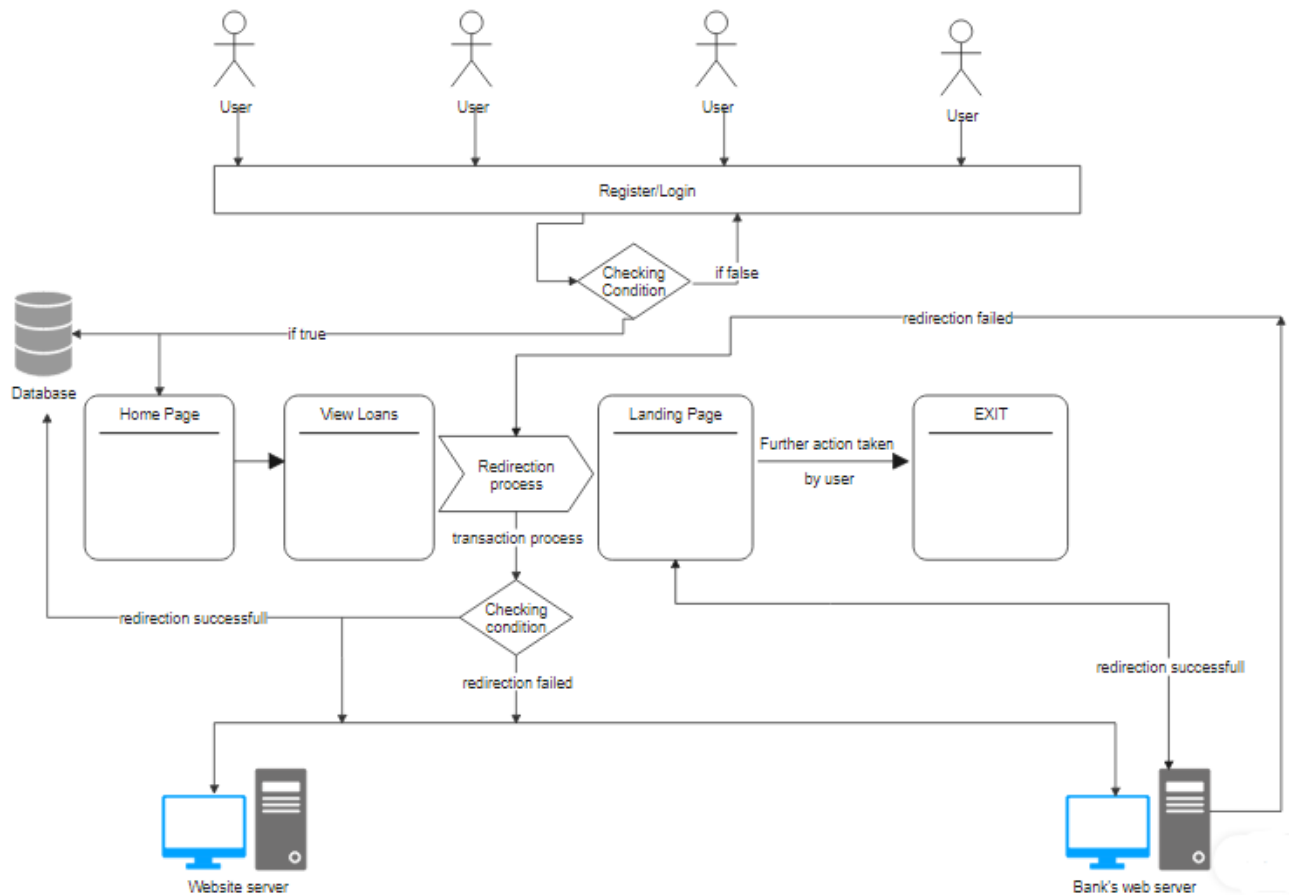 User
User
User
User
Register/Login
Checking
Condition
if false
redirection failed
if true
Database
Home Page
View Loans
Landing Page
EXIT
Further action taken
by user
Redirection
process
transaction process
Checking
condition
redirection successfull
redirection successfull
redirection failed
Website server
Bank's web server